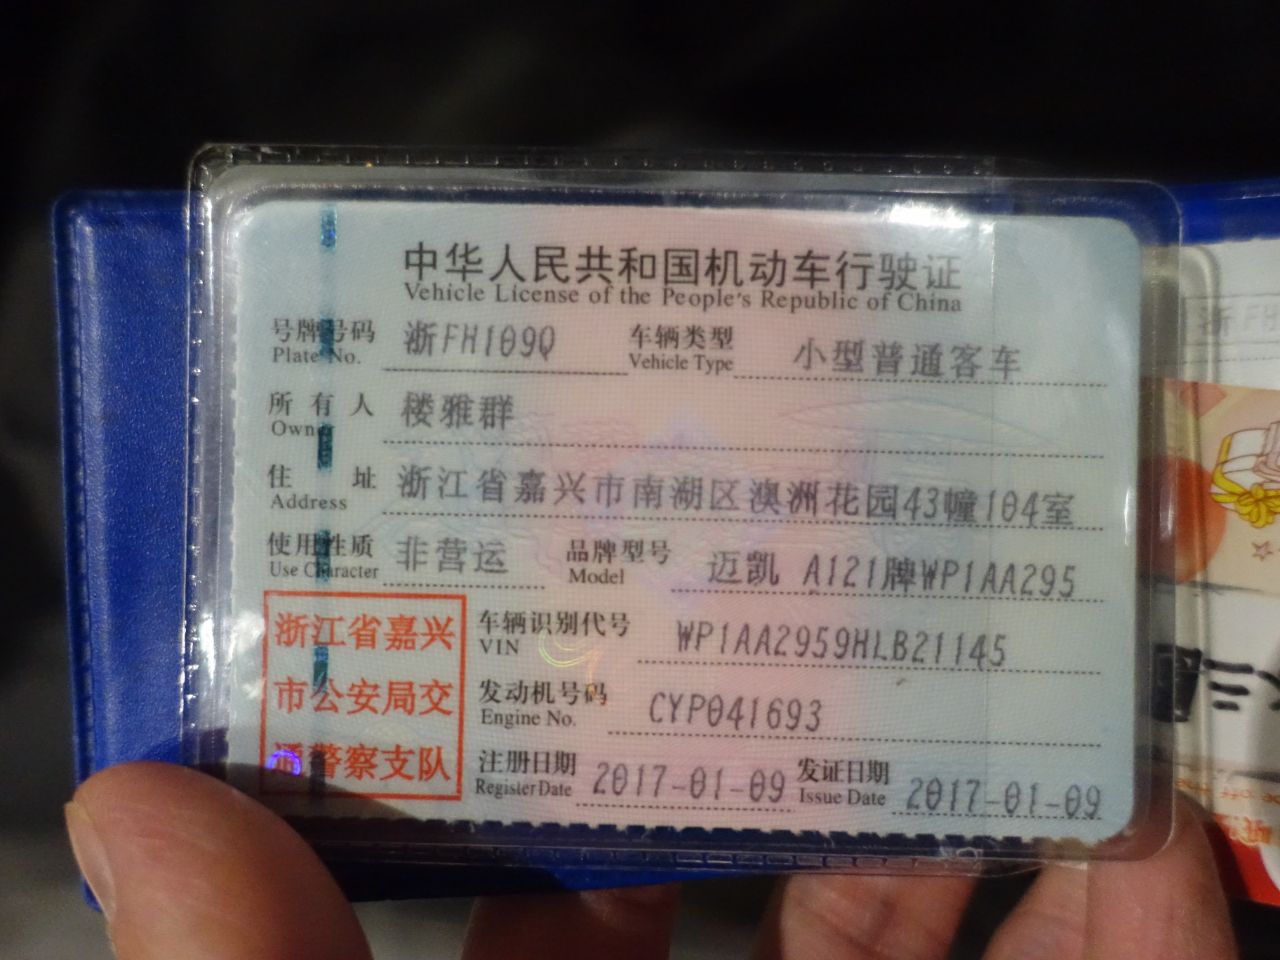 中华人民共和国机动车行驶证
Vehicle License of the People's Republic of China
号牌号码 浙FH109Q 车辆类型 小型普通客车
Plate No. Vehicle Type
所有人 楼雅群
Owner
住址 浙江省嘉兴市南湖区澳洲花园43幢104室
Address
使用性质 非营运 品牌型号 迈凯 A121牌WP1AA295
Use Character Model
浙江省嘉兴
市公安局交
通警察支队
车辆识别代号 WP1AA2959HLB21145
VIN
发动机号码 CYP041693
Engine No.
注册日期 2017-01-09 发证日期 2017-01-09
Register Date Issue Date
浙FH